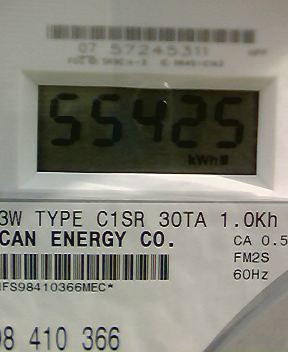 07 57245311
55425
kWh
3W TYPE C1SR 30TA 1.0Kh
CAN ENERGY CO.
CA 0.5
FM2S
60Hz
IFS98410366MEC*
98 410 366